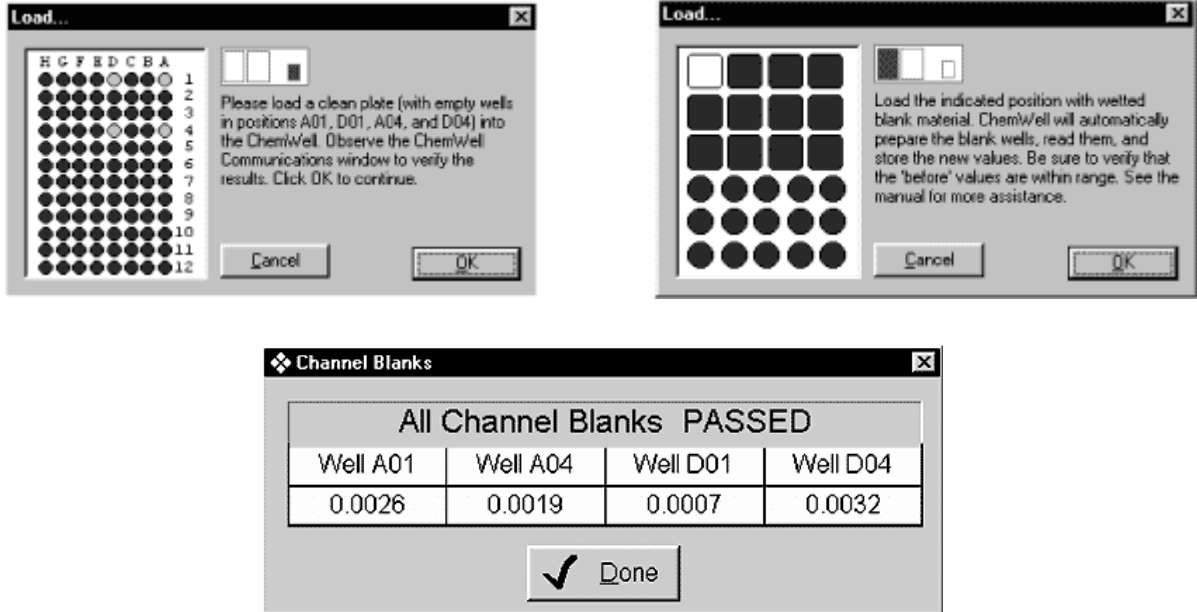 Load...
H G F E D C B A
1
2
3
4
5
6
7
8
9
10
11
12
Please load a clean plate (with empty wells
in positions A01, D01, A04, and D04) into
the ChemWell. Observe the ChemWell
Communications window to verify the
results. Click OK to continue.
Cancel
OK
Load...
Load the indicated position with wetted
blank material. ChemWell will automatically
prepare the blank wells, read them, and
store the new values. Be sure to verify that
the 'before' values are within range. See the
manual for more assistance.
Cancel
OK
Channel Blanks
All Channel Blanks PASSED
Well A01 Well A04 Well D01 Well D04
0.0026 0.0019 0.0007 0.0032
Done